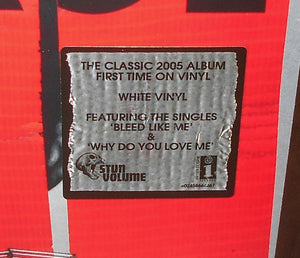 THE CLASSIC 2005 ALBUM
FIRST TIME ON VINYL
WHITE VINYL
FEATURING THE SINGLES
'BLEED LIKE ME'
&
'WHY DO YOU LOVE ME'
STUN
VOLUME
i